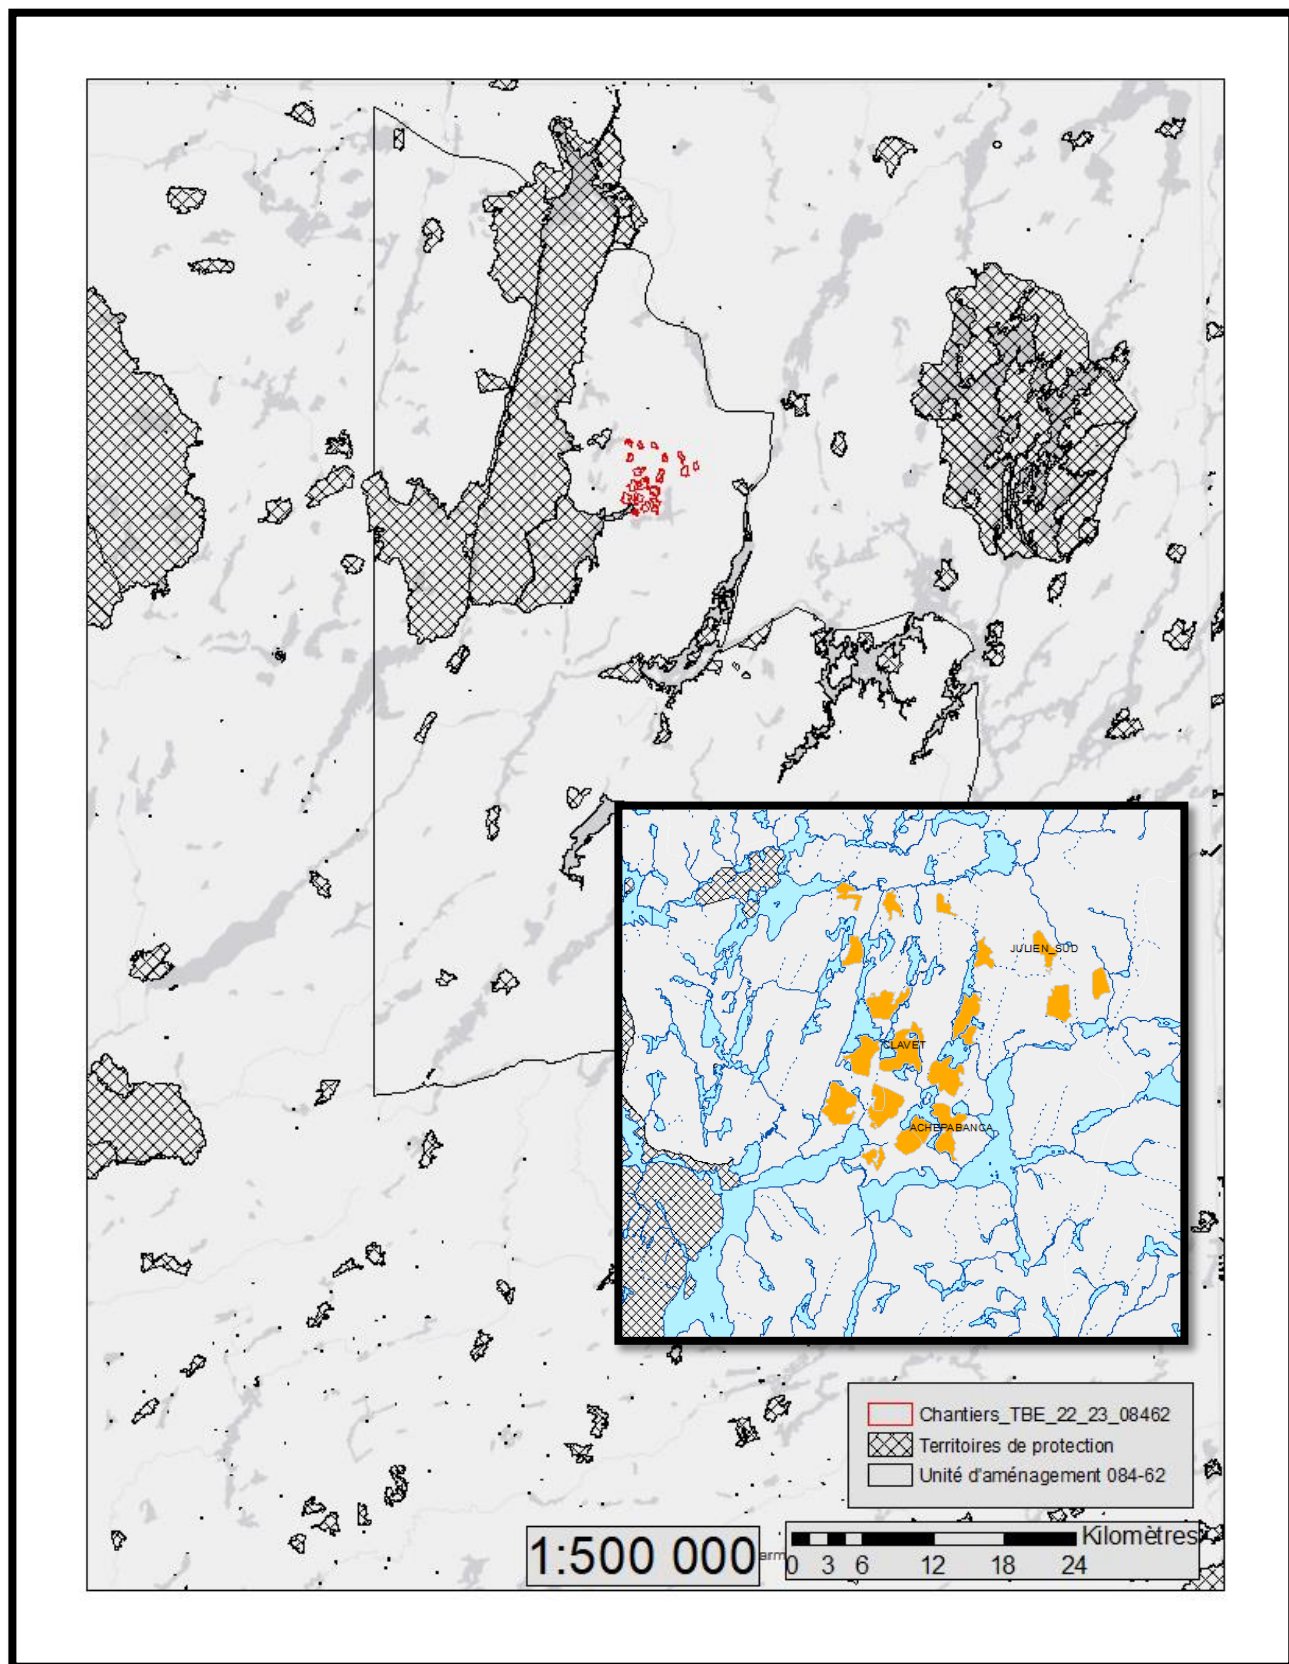 JULIEN_SUD
CLAVET
ACHEPABANCA
Chantiers_TBE_22_23_08462
Territoires de protection
Unité d'aménagement 084-62
1:500 000
arm
Kilomètres
0 3 6 12 18 24